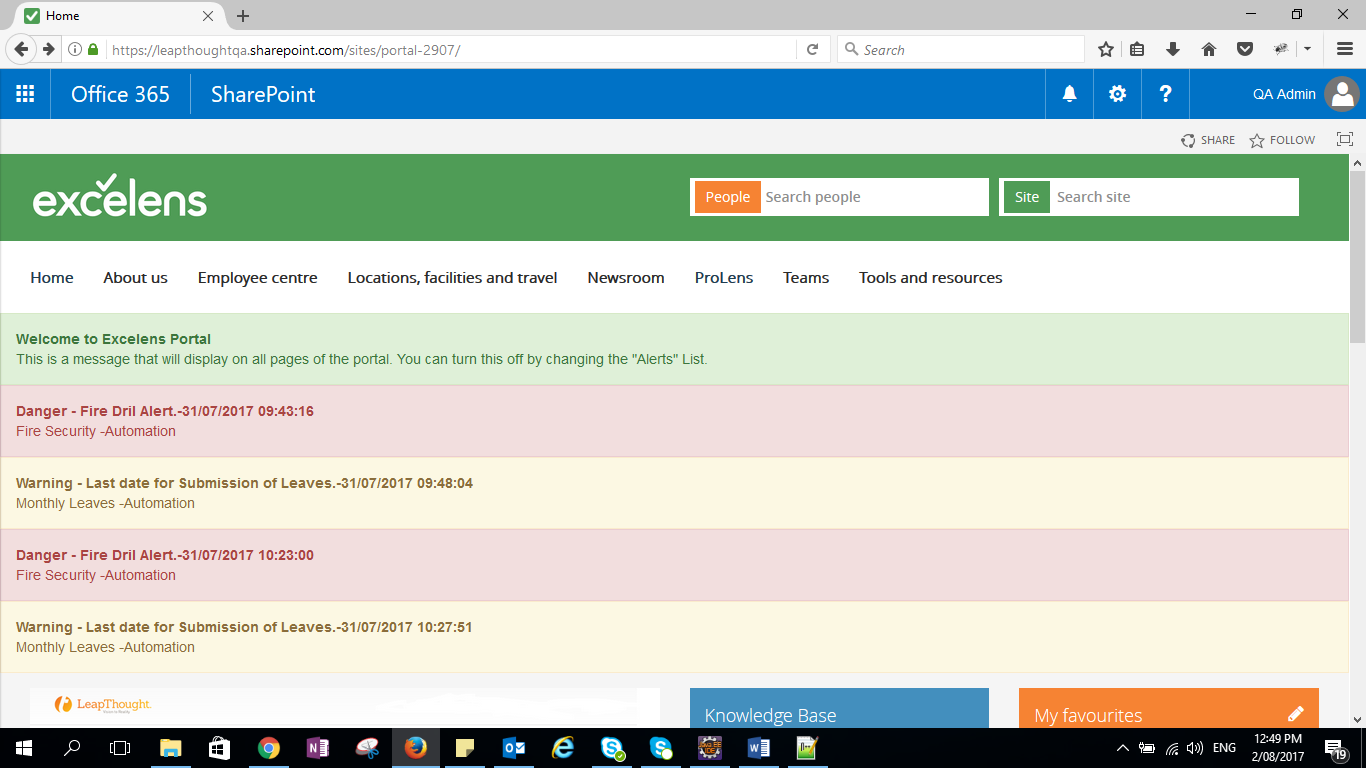 Home
https://leapthoughtqa.sharepoint.com/sites/portal-2907/
Search
Office 365
SharePoint
?
QA Admin
SHARE
FOLLOW
excelens
People
Search people
Site
Search site
Home
About us
Employee centre
Locations, facilities and travel
Newsroom
ProLens
Teams
Tools and resources
Welcome to Excelens Portal
This is a message that will display on all pages of the portal. You can turn this off by changing the "Alerts" List.
Danger - Fire Dril Alert.-31/07/2017 09:43:16
Fire Security -Automation
Warning - Last date for Submission of Leaves.-31/07/2017 09:48:04
Monthly Leaves -Automation
Danger - Fire Dril Alert.-31/07/2017 10:23:00
Fire Security -Automation
Warning - Last date for Submission of Leaves.-31/07/2017 10:27:51
Monthly Leaves -Automation
LeapThought.
Knowledge Base
My favourites
ENG
12:49 PM
2/08/2017
19